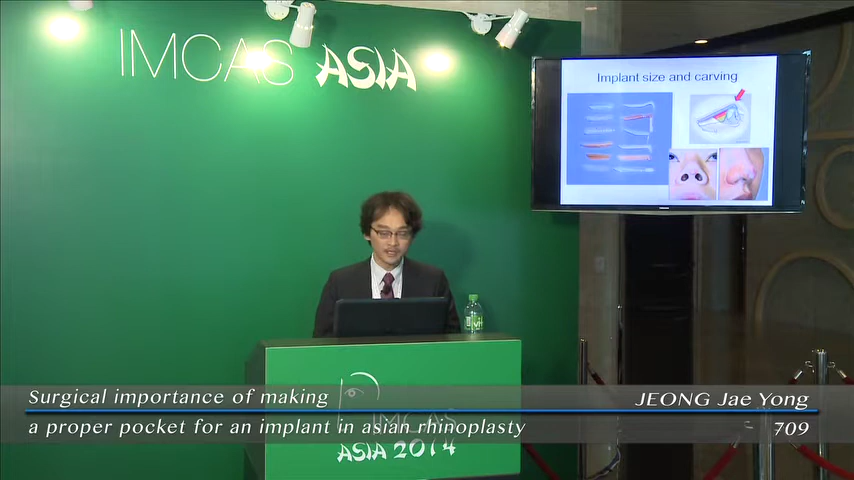 IMCAS ASIA
Implant size and carving
Surgical importance of making
a proper pocket for an implant in asian rhinoplasty
JEONG Jae Yong
709
IMCAS
ASIA 2014